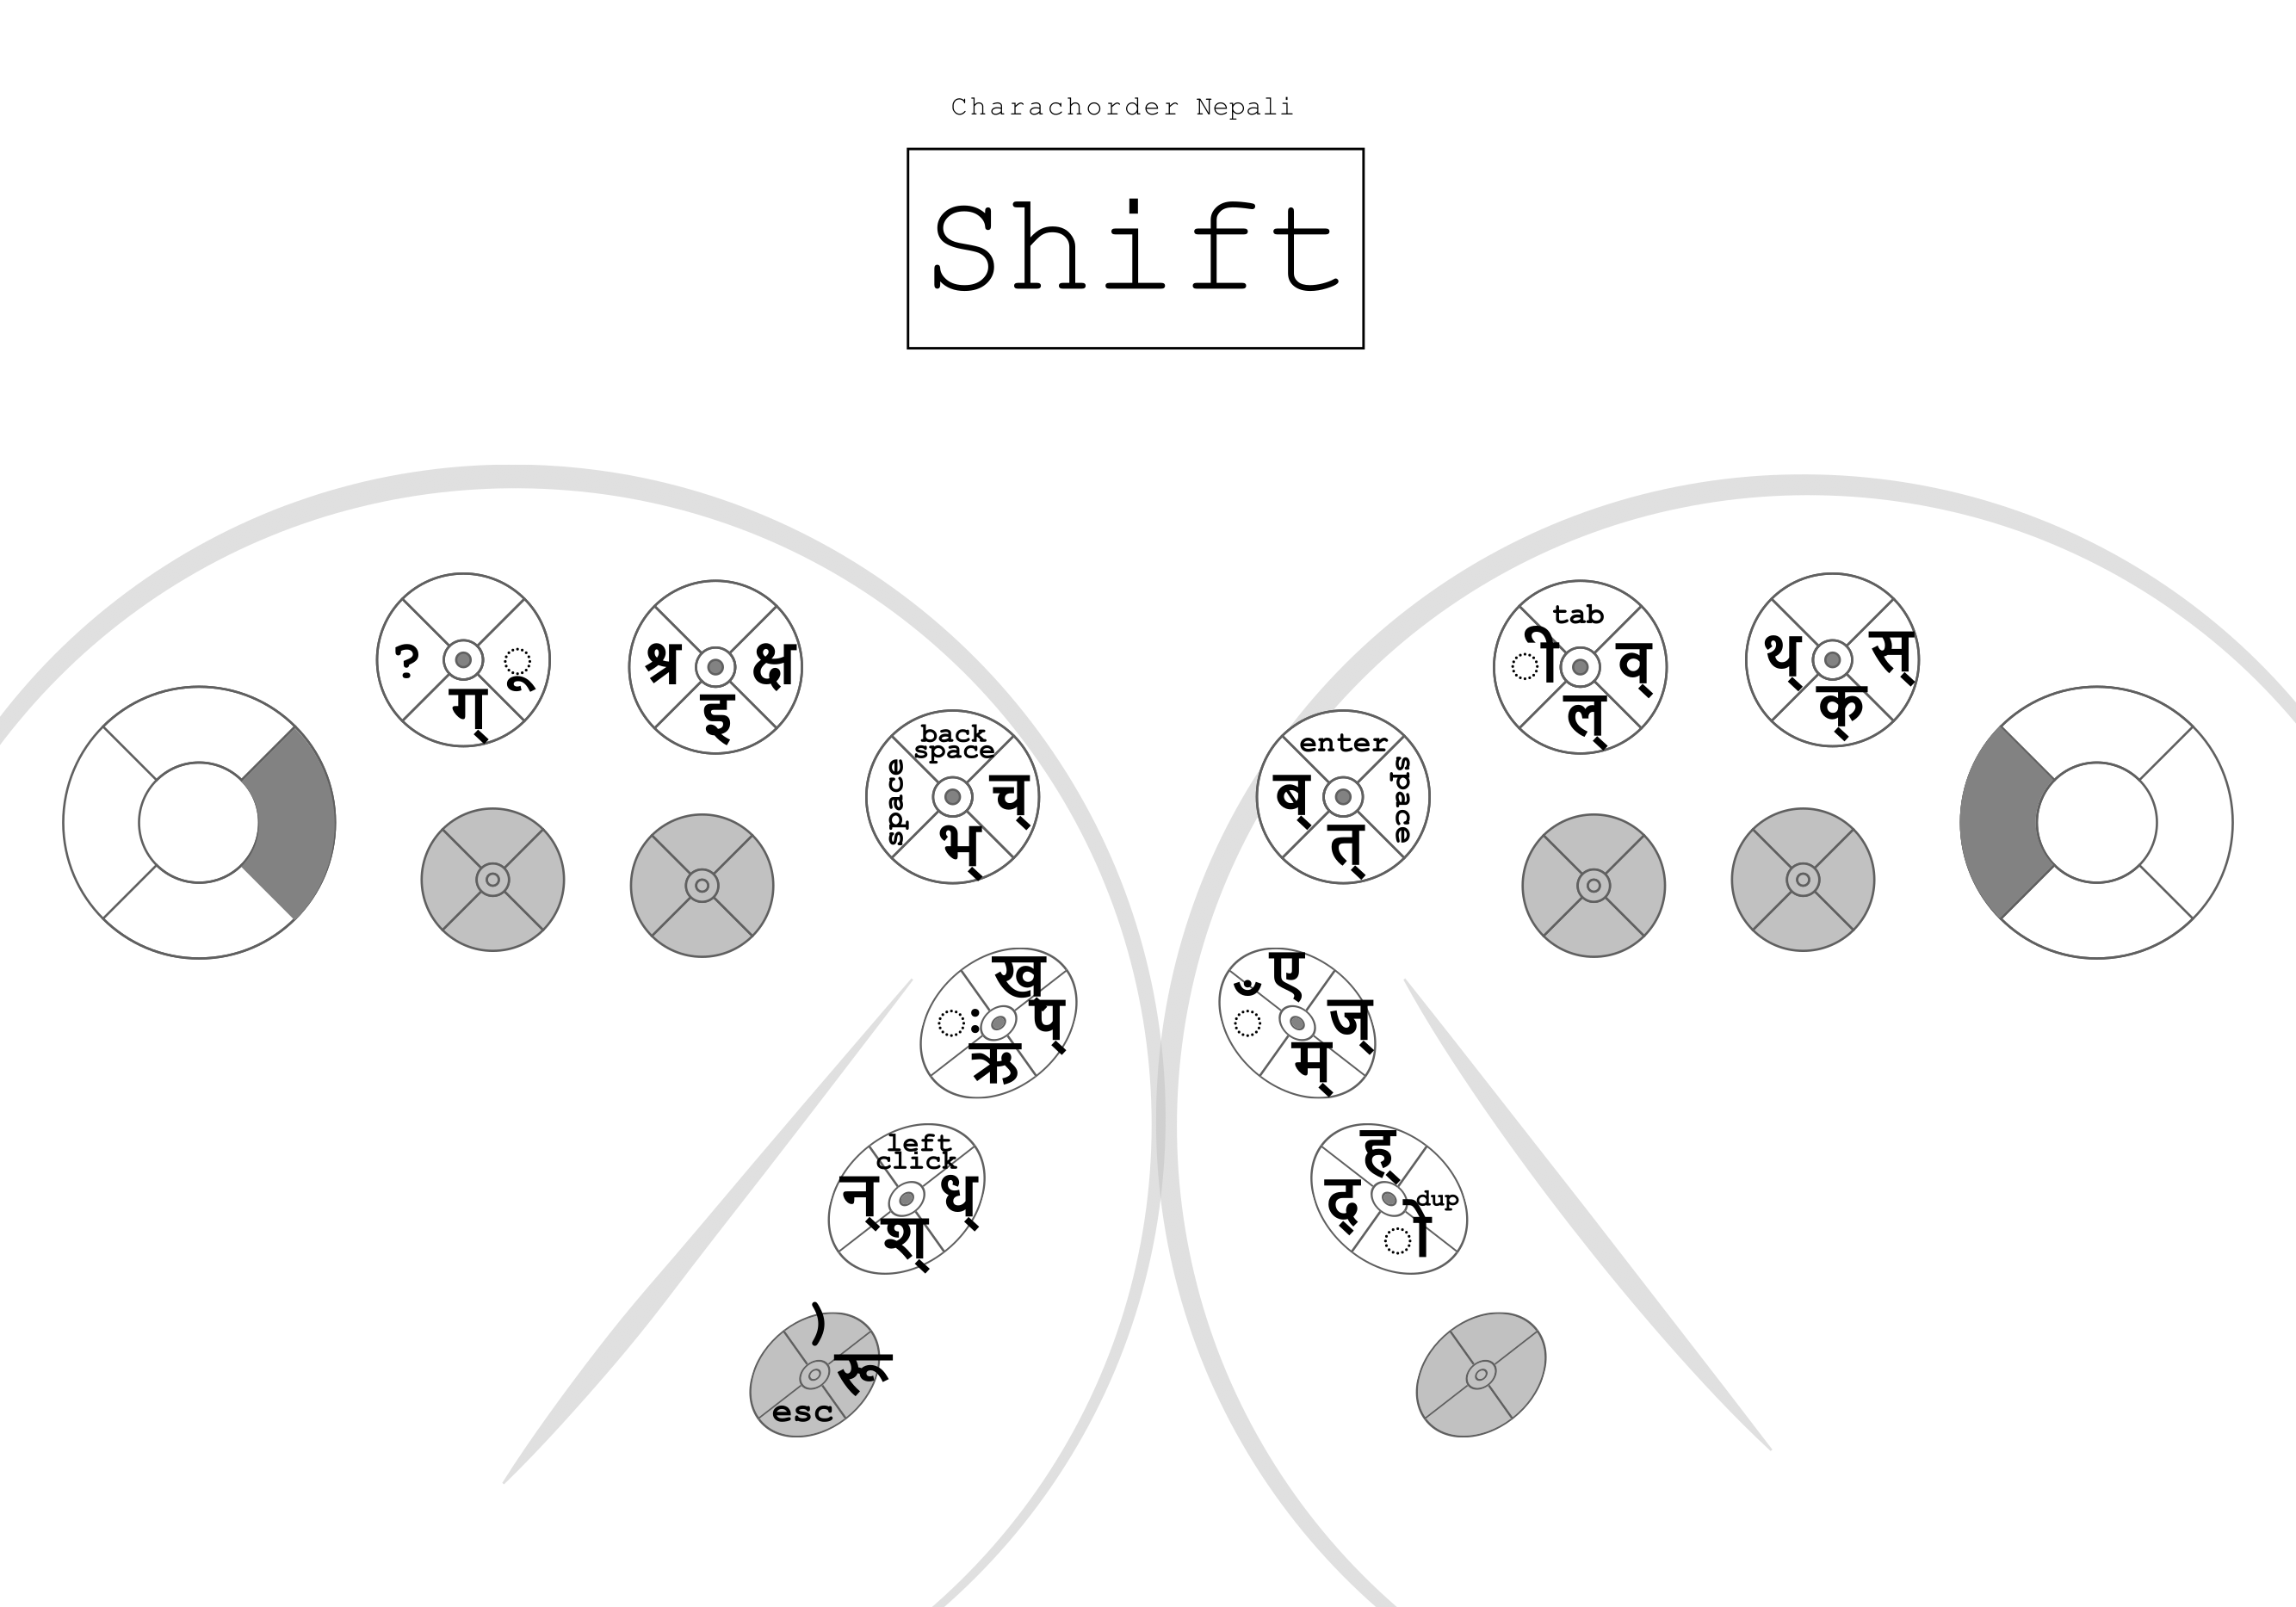 Charachorder Nepali
Shift
? ग् ू
श्र इ क्ष
back
space
space च्
भ्
enter
ब् space
त्
tab
ी व्
ल्
थ् स्
क्
ख्
ः प्
ऋ
ए
ँ ज्
म्
left
click
न् ध्
श्
ह्
द् dup
ौ
)
रू
esc